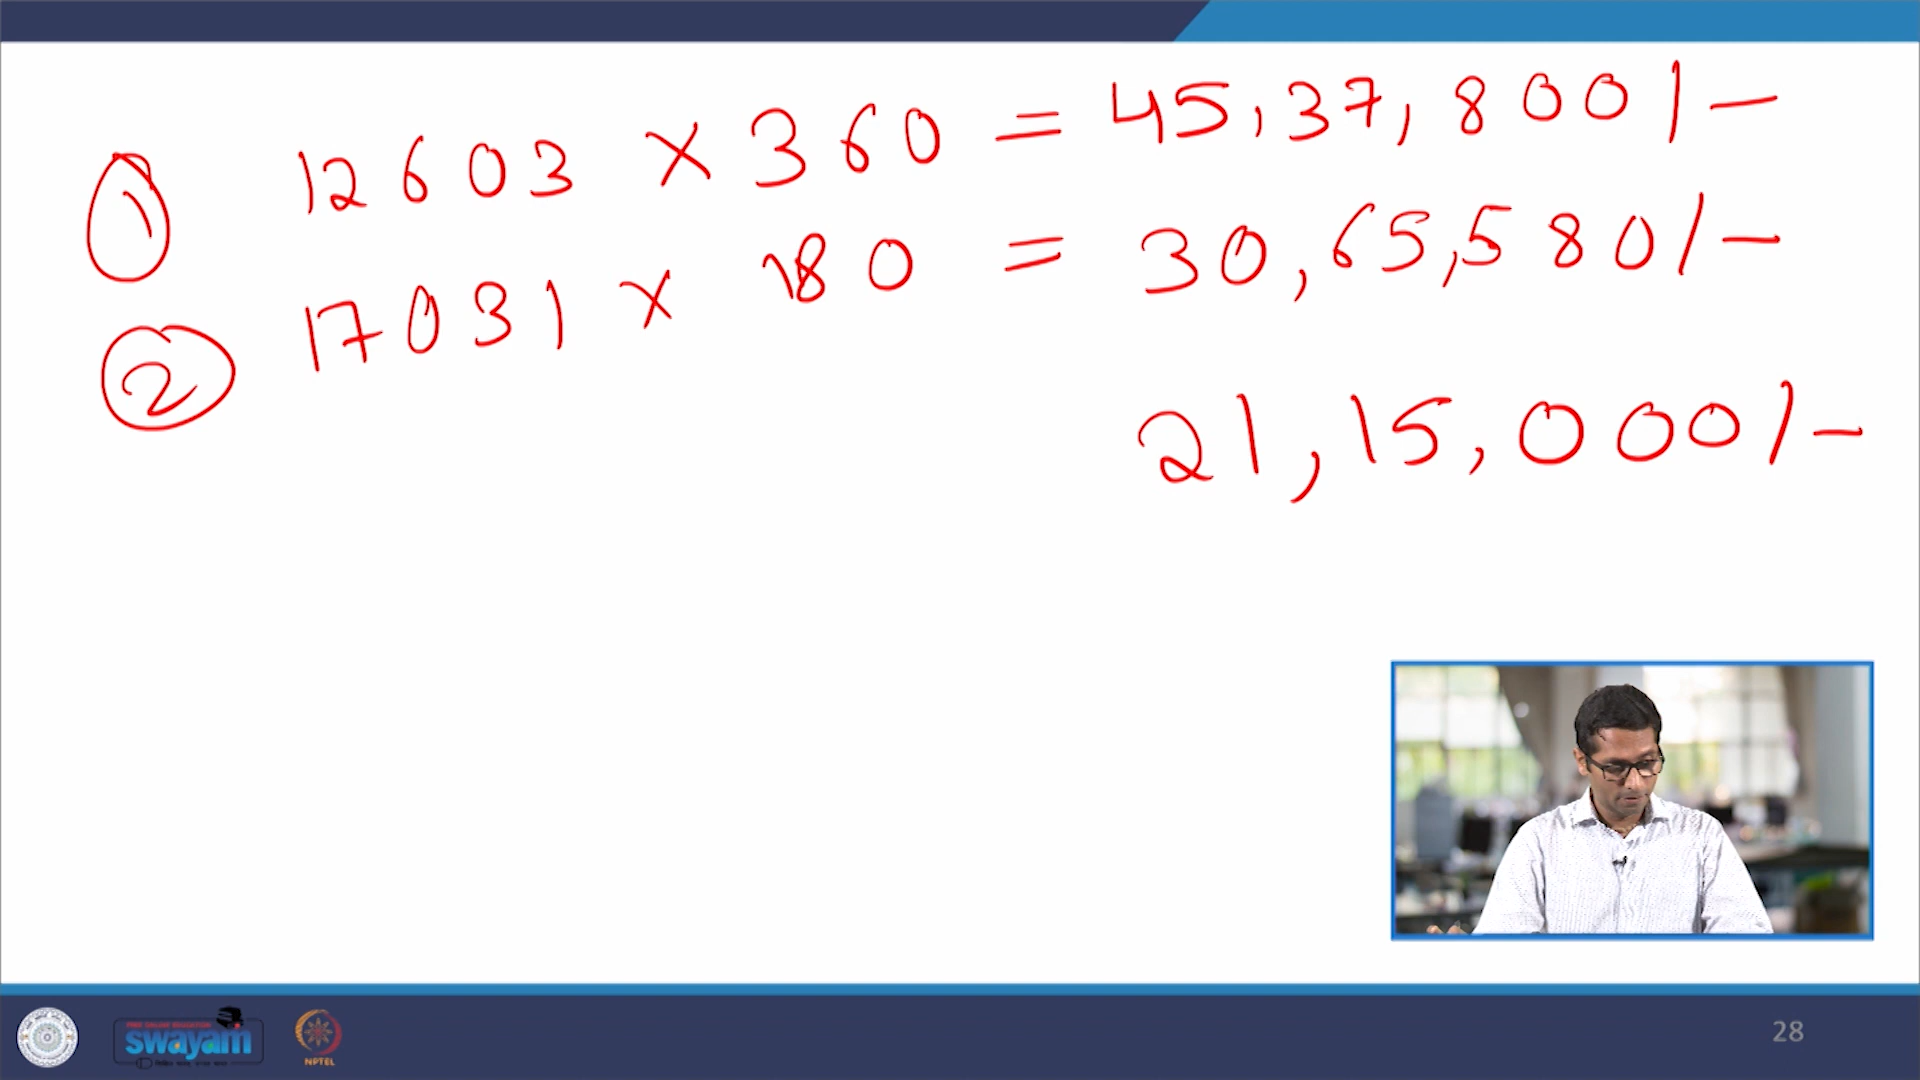 ① 12603 × 360 = 45,37,800/-
② 17031 × 180 = 30,65,580/-
21,15,000/-
swayam
NPTEL
28